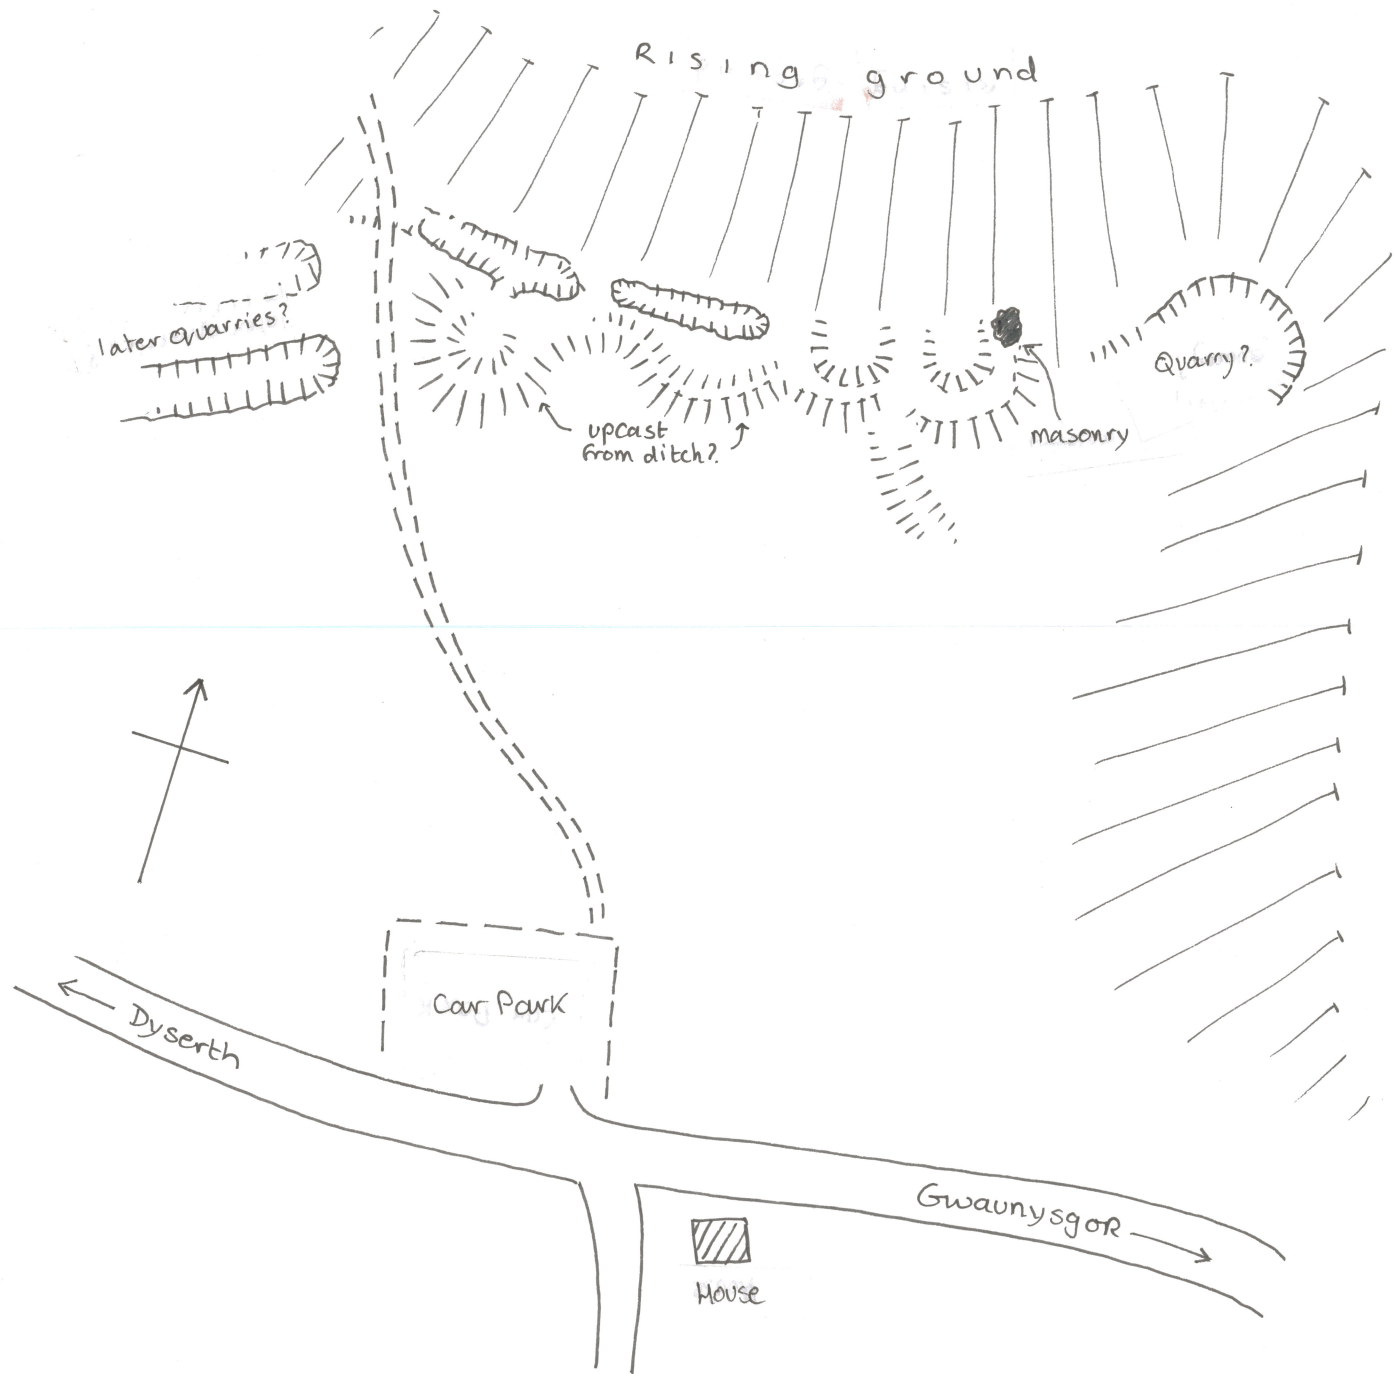 Rising ground
later quarries?
Quarry?
upcast
from ditch?
masonry
Car Park
Dyserth
Gwaunysgor
House